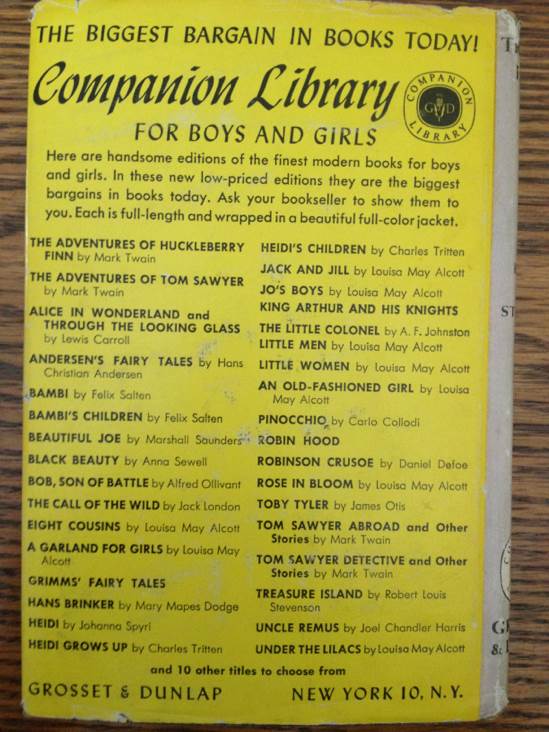 THE BIGGEST BARGAIN IN BOOKS TODAY!
Companion Library
COMPANION LIBRARY
G&D
FOR BOYS AND GIRLS
Here are handsome editions of the finest modern books for boys
and girls. In these new low-priced editions they are the biggest
bargains in books today. Ask your bookseller to show them to
you. Each is full-length and wrapped in a beautiful full-color jacket.
THE ADVENTURES OF HUCKLEBERRY
FINN by Mark Twain
THE ADVENTURES OF TOM SAWYER
by Mark Twain
ALICE IN WONDERLAND and
THROUGH THE LOOKING GLASS
by Lewis Carroll
ANDERSEN'S FAIRY TALES by Hans
Christian Andersen
BAMBI by Felix Salten
BAMBI'S CHILDREN by Felix Salten
BEAUTIFUL JOE by Marshall Saunders
BLACK BEAUTY by Anna Sewell
BOB, SON OF BATTLE by Alfred Ollivant
THE CALL OF THE WILD by Jack London
EIGHT COUSINS by Louisa May Alcott
A GARLAND FOR GIRLS by Louisa May
Alcott
GRIMMS' FAIRY TALES
HANS BRINKER by Mary Mapes Dodge
HEIDI by Johanna Spyri
HEIDI GROWS UP by Charles Tritten
HEIDI'S CHILDREN by Charles Tritten
JACK AND JILL by Louisa May Alcott
JO'S BOYS by Louisa May Alcott
KING ARTHUR AND HIS KNIGHTS
THE LITTLE COLONEL by A. F. Johnston
LITTLE MEN by Louisa May Alcott
LITTLE WOMEN by Louisa May Alcott
AN OLD-FASHIONED GIRL by Louisa
May Alcott
PINOCCHIO by Carlo Collodi
ROBIN HOOD
ROBINSON CRUSOE by Daniel Defoe
ROSE IN BLOOM by Louisa May Alcott
TOBY TYLER by James Otis
TOM SAWYER ABROAD and Other
Stories by Mark Twain
TOM SAWYER DETECTIVE and Other
Stories by Mark Twain
TREASURE ISLAND by Robert Louis
Stevenson
UNCLE REMUS by Joel Chandler Harris
UNDER THE LILACS by Louisa May Alcott
and 10 other titles to choose from
GROSSET & DUNLAP NEW YORK 10, N.Y.